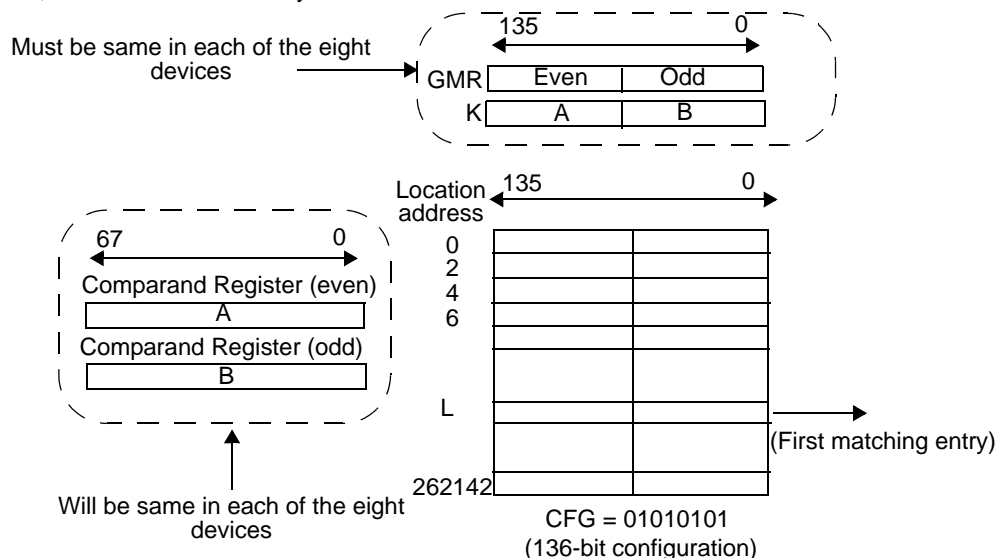 135 0
Must be same in each of the eight
devices
GMR Even Odd
K A B
Location
address
135 0
67 0
Comparand Register (even)
A
Comparand Register (odd)
B
0
2
4
6
L
(First matching entry)
262142
Will be same in each of the eight
devices
CFG = 01010101
(136-bit configuration)